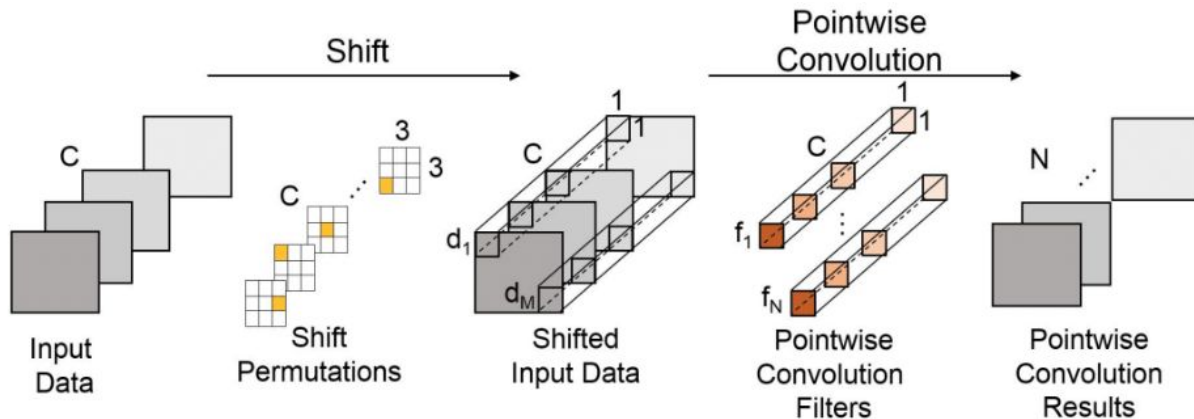 Shift
Pointwise
Convolution
C
C
3
3
C
1
1
d1
dM
C
1
1
f1
fN
N
Input
Data
Shift
Permutations
Shifted
Input Data
Pointwise
Convolution
Filters
Pointwise
Convolution
Results